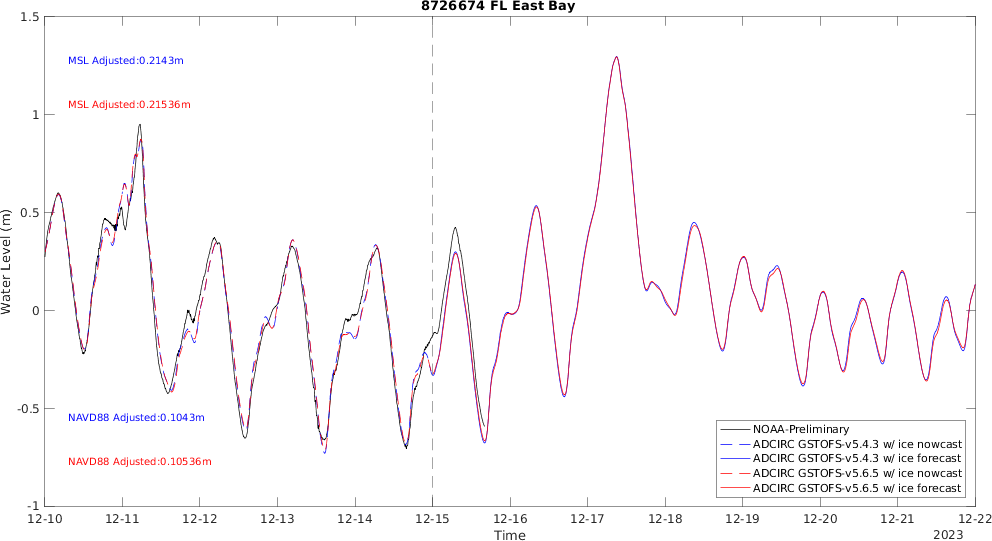 8726674 FL East Bay
1.5
1
0.5
0
-0.5
-1
Water Level (m)
MSL Adjusted:0.2143m
MSL Adjusted:0.21536m
NAVD88 Adjusted:0.1043m
NAVD88 Adjusted:0.10536m
NOAA-Preliminary
ADCIRC GSTOFS-v5.4.3 w/ ice nowcast
ADCIRC GSTOFS-v5.4.3 w/ ice forecast
ADCIRC GSTOFS-v5.6.5 w/ ice nowcast
ADCIRC GSTOFS-v5.6.5 w/ ice forecast
12-10 12-11 12-12 12-13 12-14 12-15 12-16 12-17 12-18 12-19 12-20 12-21 12-22
Time
2023